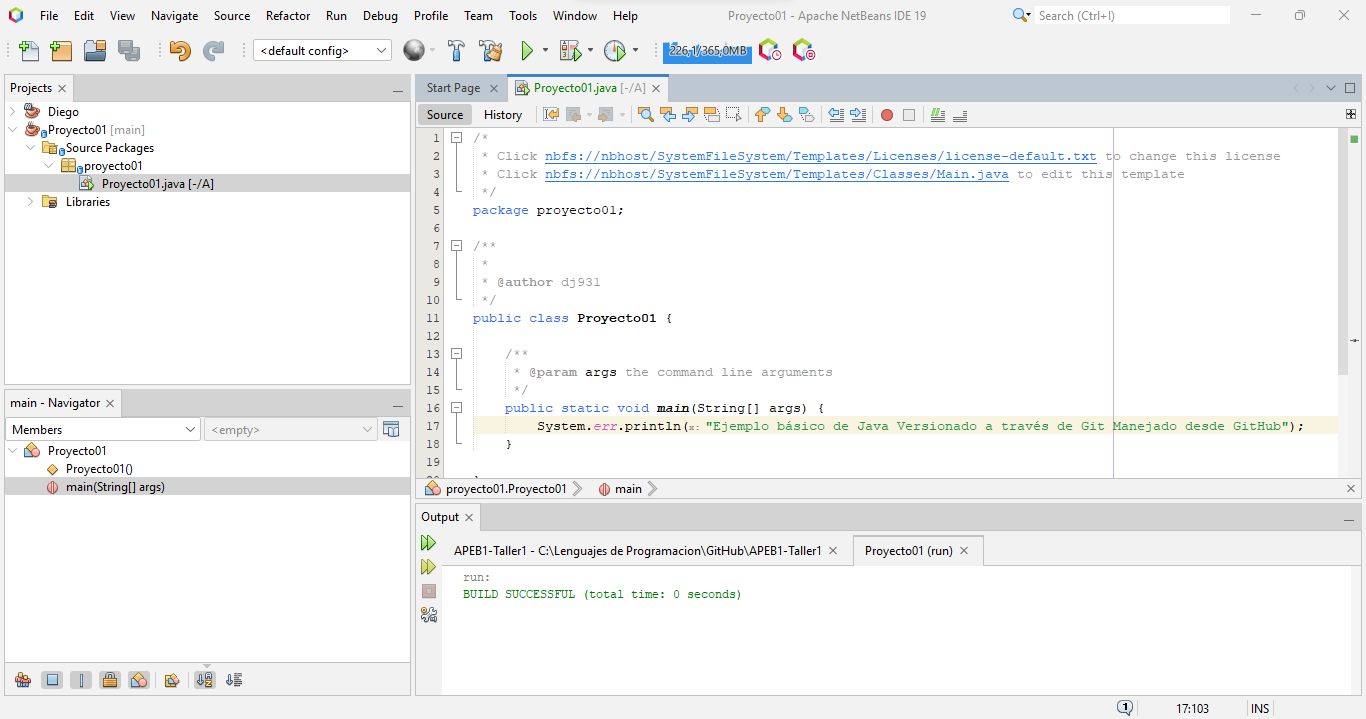 File Edit View Navigate Source Refactor Run Debug Profile Team Tools Window Help Proyecto01 - Apache NetBeans IDE 19 Search (Ctrl+I)
<default config> 226,1/365,0MB
Projects
Diego
Proyecto01 [main]
Source Packages
proyecto01
Proyecto01.java [-/A]
Libraries
main - Navigator
Members <empty>
Proyecto01
Proyecto01()
main(String[] args)
Start Page Proyecto01.java [-/A]
Source History
1 /*
2 * Click nbfs://nbhost/SystemFileSystem/Templates/Licenses/license-default.txt to change this license
3 * Click nbfs://nbhost/SystemFileSystem/Templates/Classes/Main.java to edit this template
4 */
5 package proyecto01;
6
7 /**
8 *
9 * @author dj931
10 */
11 public class Proyecto01 {
12
13 /**
14 * @param args the command line arguments
15 */
16 public static void main(String[] args) {
17 System.err.println(x: "Ejemplo básico de Java Versionado a través de Git Manejado desde GitHub");
18 }
19
proyecto01.Proyecto01 main
Output
APEB1-Taller1 - C:\Lenguajes de Programacion\GitHub\APEB1-Taller1 Proyecto01 (run)
run:
BUILD SUCCESSFUL (total time: 0 seconds)
1 17:103 INS